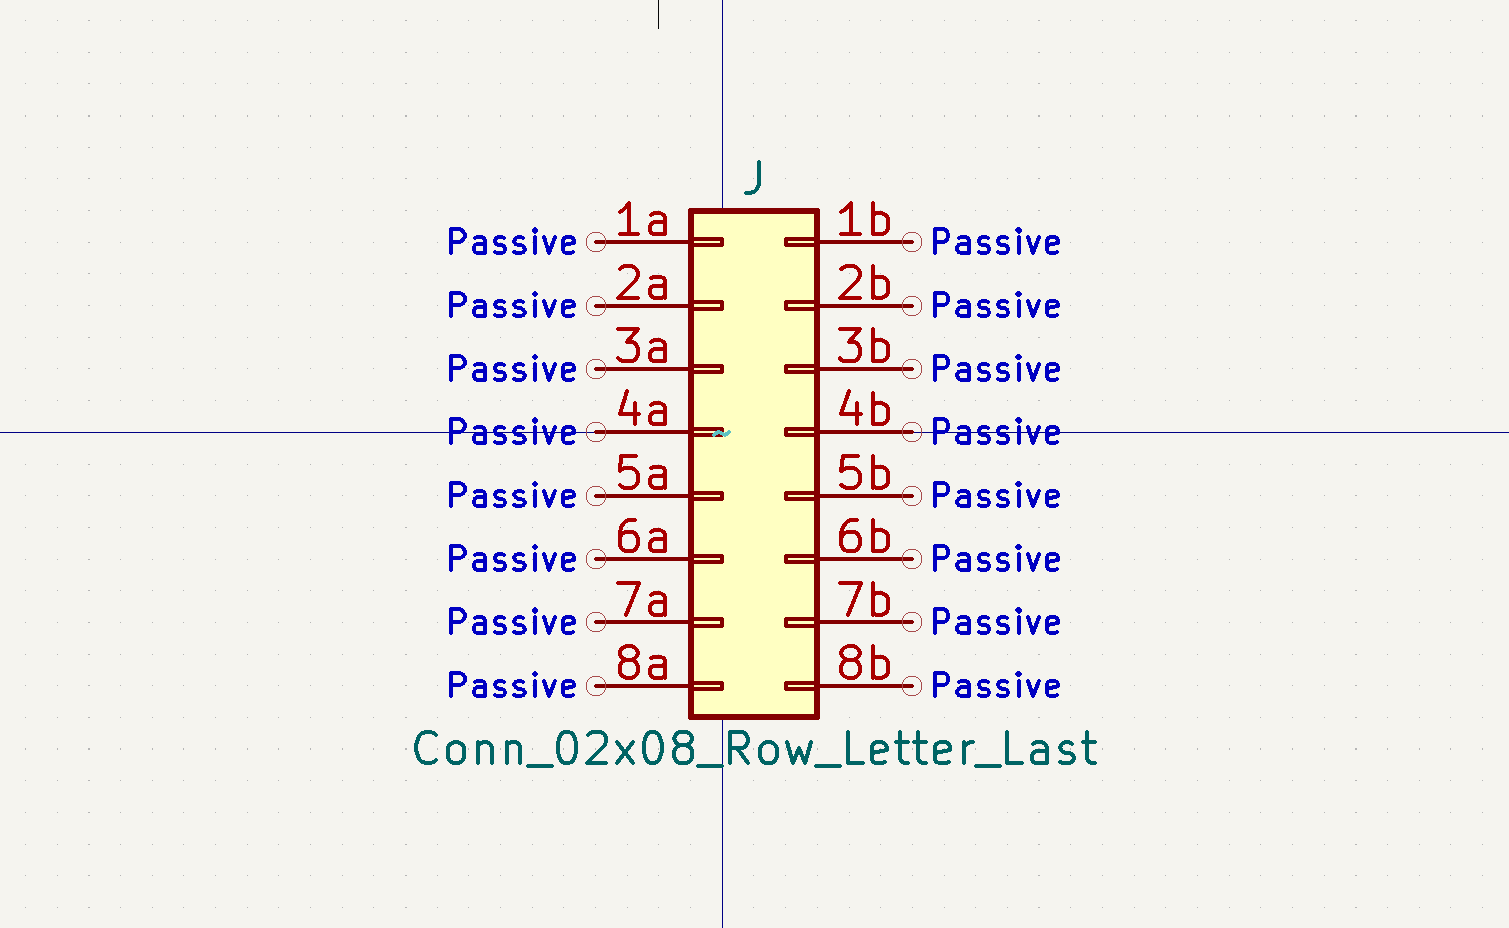 J
Passive 1a 1b Passive
Passive 2a 2b Passive
Passive 3a 3b Passive
Passive 4a ~ 4b Passive
Passive 5a 5b Passive
Passive 6a 6b Passive
Passive 7a 7b Passive
Passive 8a 8b Passive
Conn_02x08_Row_Letter_Last